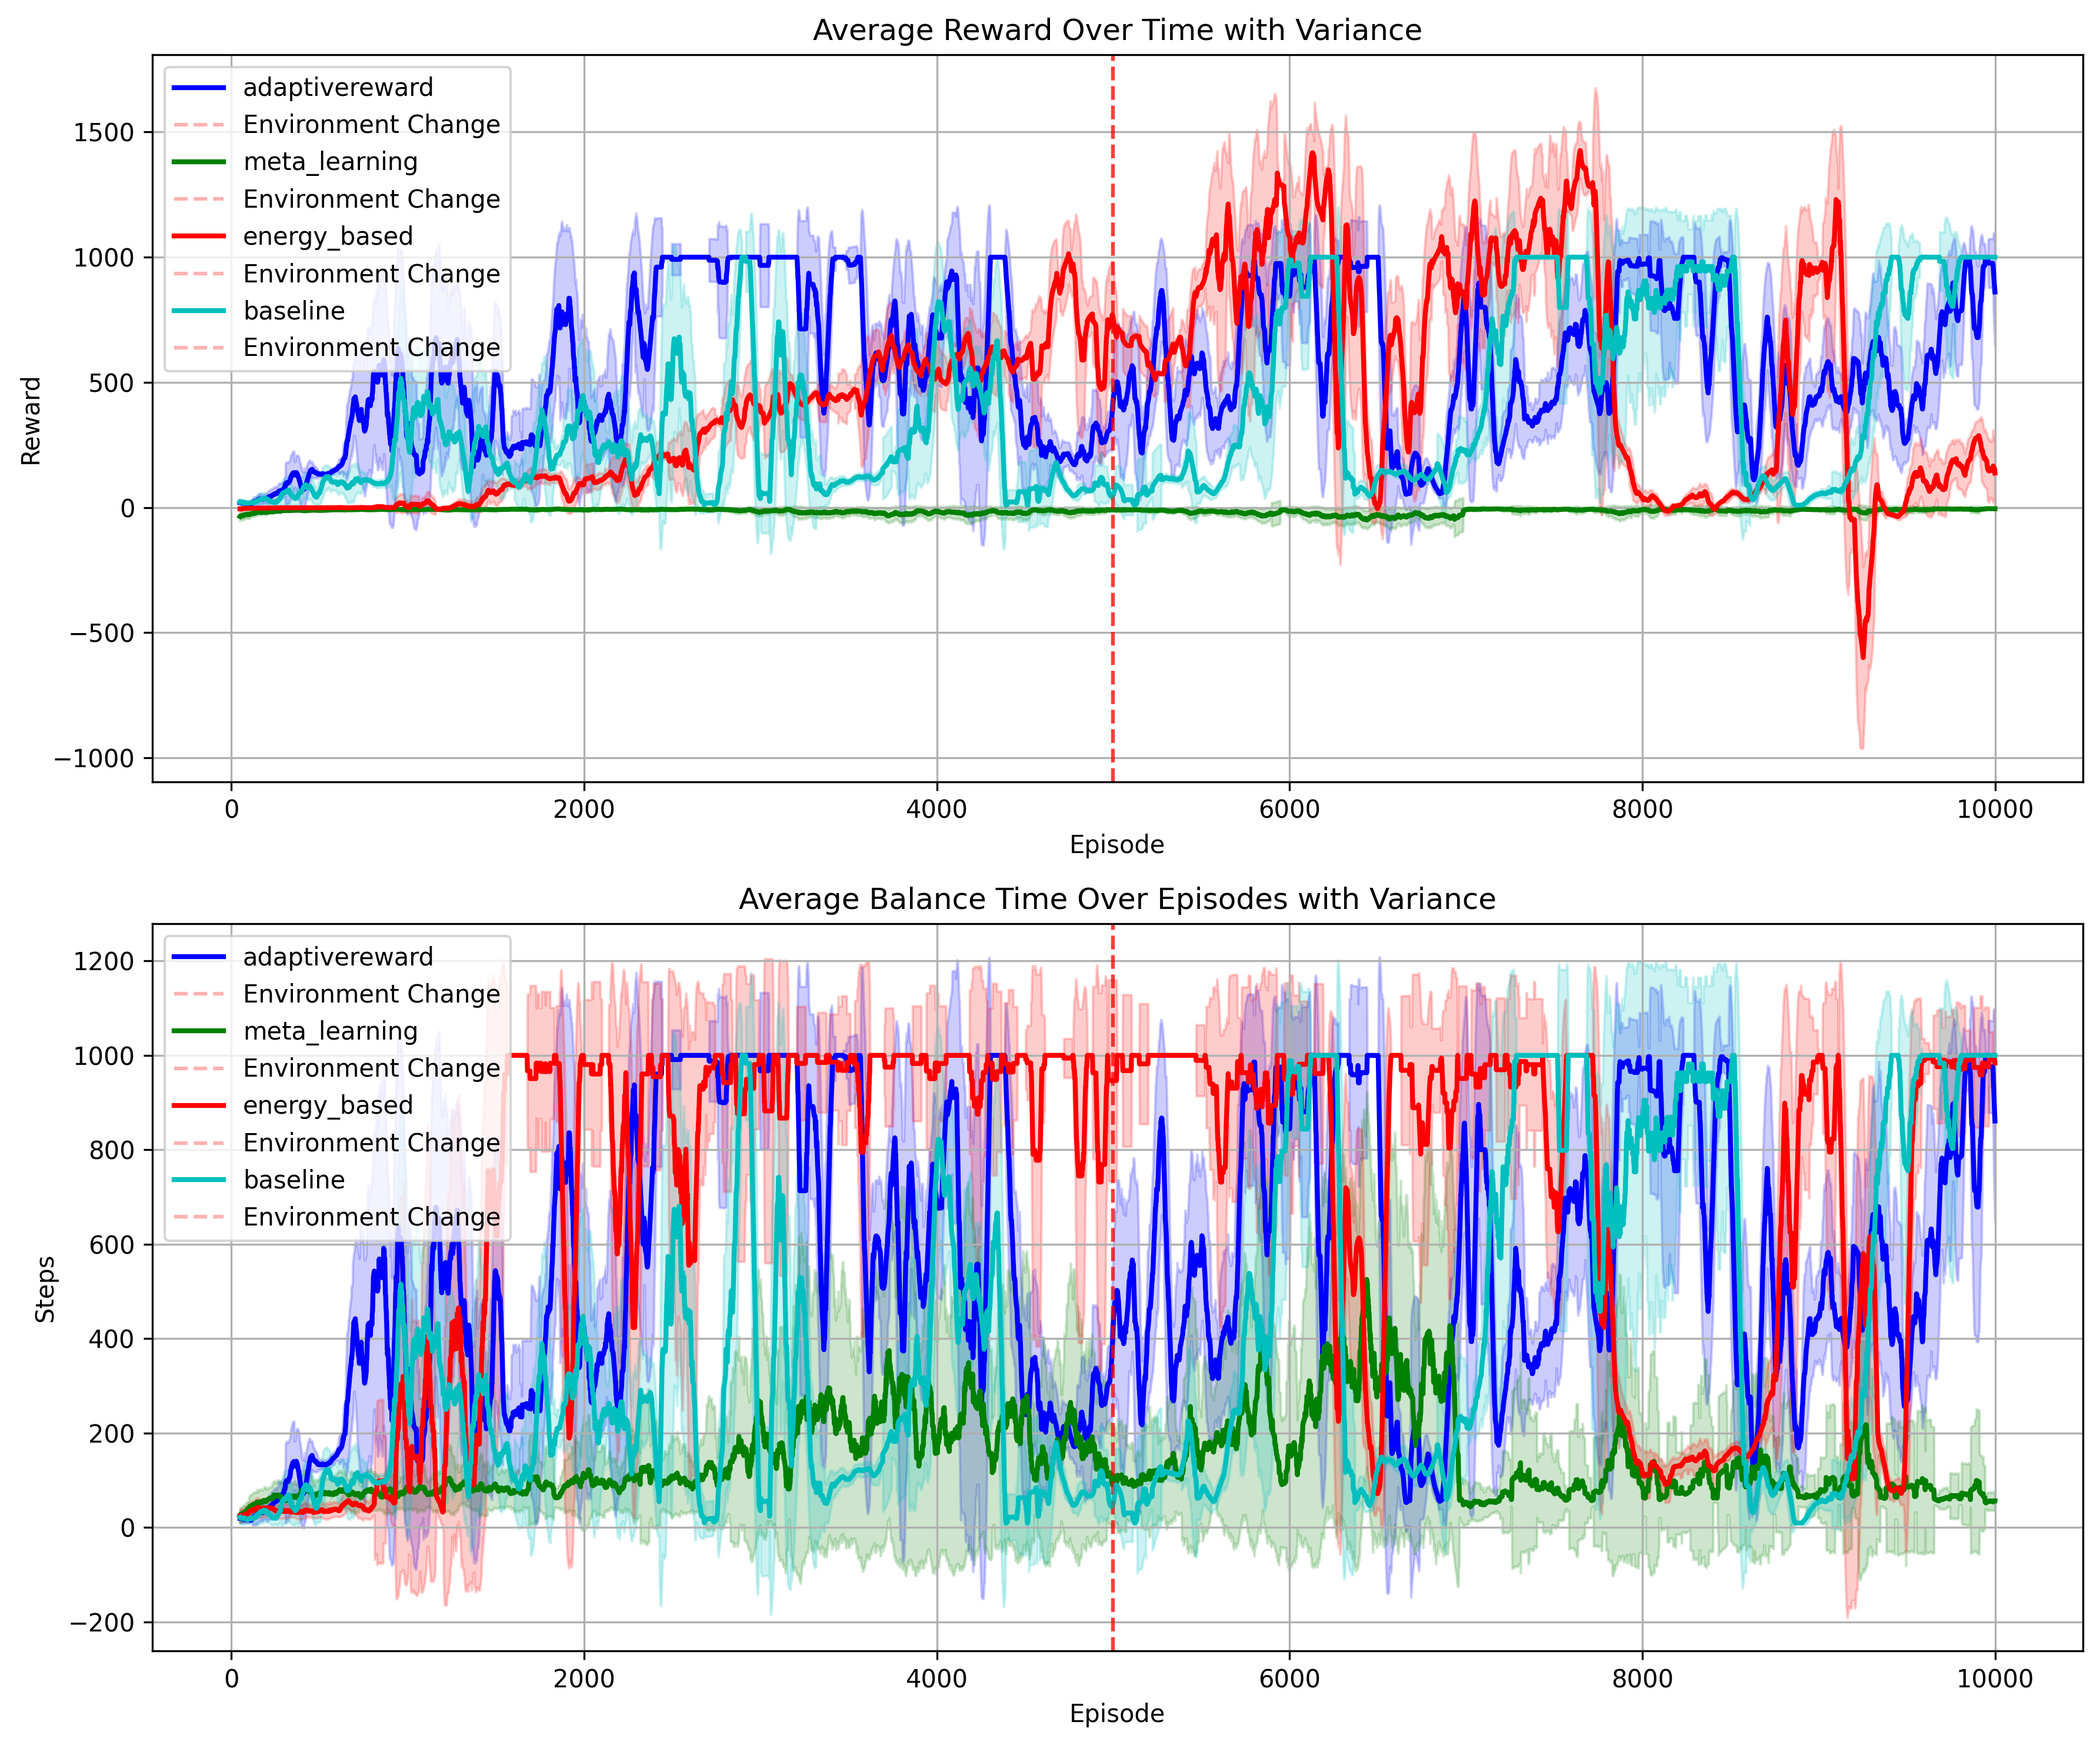 Average Reward Over Time with Variance
adaptivereward
Environment Change
meta_learning
Environment Change
energy_based
Environment Change
baseline
Environment Change
1500
1000
500
0
−500
−1000
Reward
0
2000
4000
6000
8000
10000
Episode
Average Balance Time Over Episodes with Variance
adaptivereward
Environment Change
meta_learning
Environment Change
energy_based
Environment Change
baseline
Environment Change
1200
1000
800
600
400
200
0
−200
Steps
0
2000
4000
6000
8000
10000
Episode